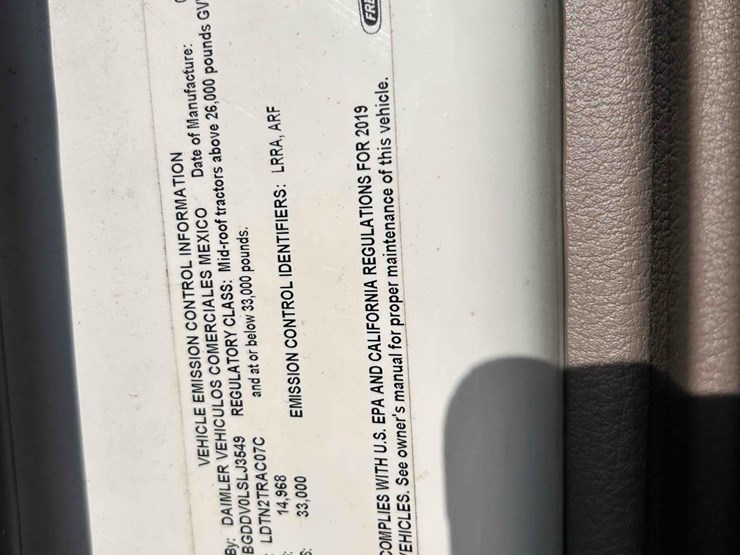 VEHICLE EMISSION CONTROL INFORMATION
By: DAIMLER VEHICULOS COMERCIALES MEXICO Date of Manufacture:
BGDDV0LSLJ3549 REGULATORY CLASS: Mid-roof tractors above 26,000 pounds GV
and at or below 33,000 pounds.
: LDTN2TRAC07C
: 14,968 EMISSION CONTROL IDENTIFIERS: LRRA, ARF
: 33,000
COMPLIES WITH U.S. EPA AND CALIFORNIA REGULATIONS FOR 2019
EHICLES. See owner's manual for proper maintenance of this vehicle.
FRE